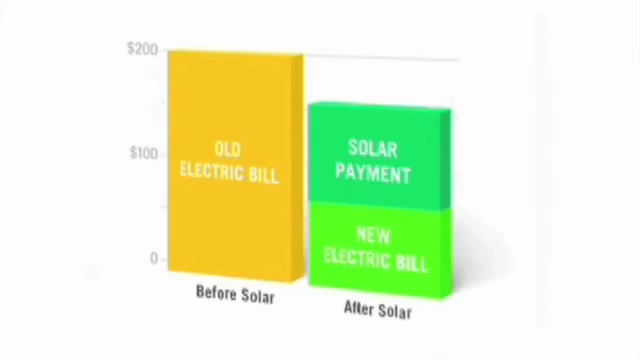 $200
$100
0
OLD
ELECTRIC BILL
SOLAR
PAYMENT
NEW
ELECTRIC BILL
Before Solar
After Solar